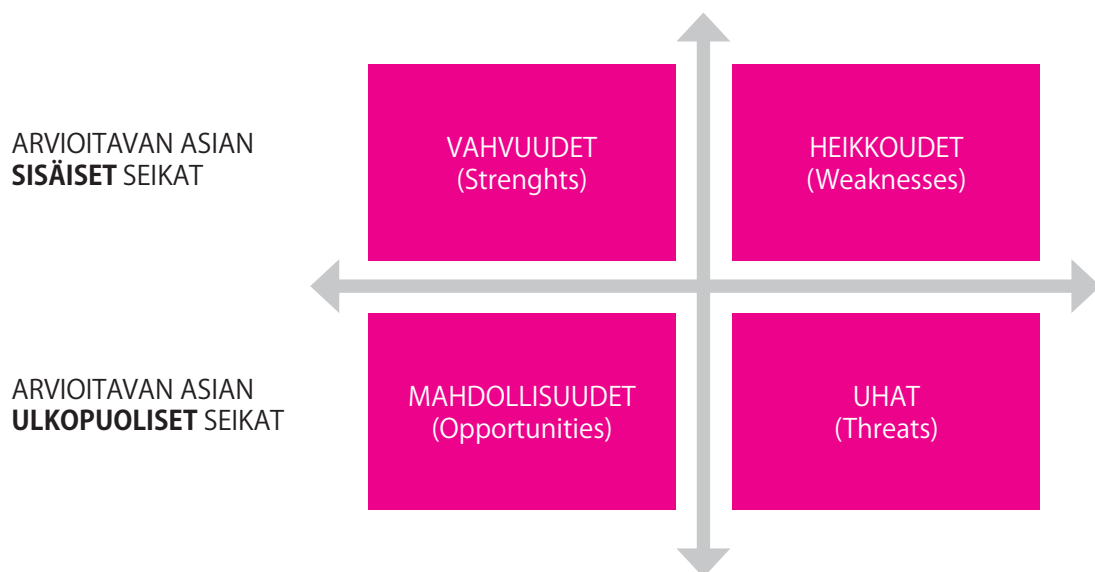 ARVIOITAVAN ASIAN
SISÄISET SEIKAT
VAHVUUDET
(Strenghts)
HEIKKOUDET
(Weaknesses)
ARVIOITAVAN ASIAN
ULKOPUOLISET SEIKAT
MAHDOLLISUUDET
(Opportunities)
UHAT
(Threats)